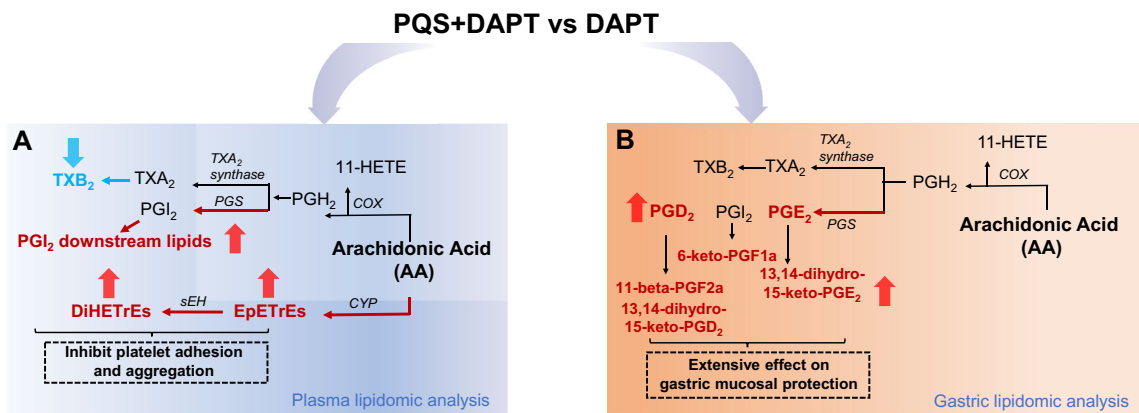 PQS+DAPT vs DAPT
A
TXB2
TXA2
TXA2
synthase
11-HETE
PGH2
COX
PGI2
PGS
PGI2 downstream lipids
Arachidonic Acid
(AA)
DiHETrEs
sEH
EpETrEs
CYP
Inhibit platelet adhesion
and aggregation
Plasma lipidomic analysis
B
TXB2
TXA2
TXA2
synthase
11-HETE
PGH2
COX
PGD2
PGI2
PGE2
PGS
Arachidonic Acid
(AA)
6-keto-PGF1a
13,14-dihydro-
15-keto-PGE2
11-beta-PGF2a
13,14-dihydro-
15-keto-PGD2
Extensive effect on
gastric mucosal protection
Gastric lipidomic analysis